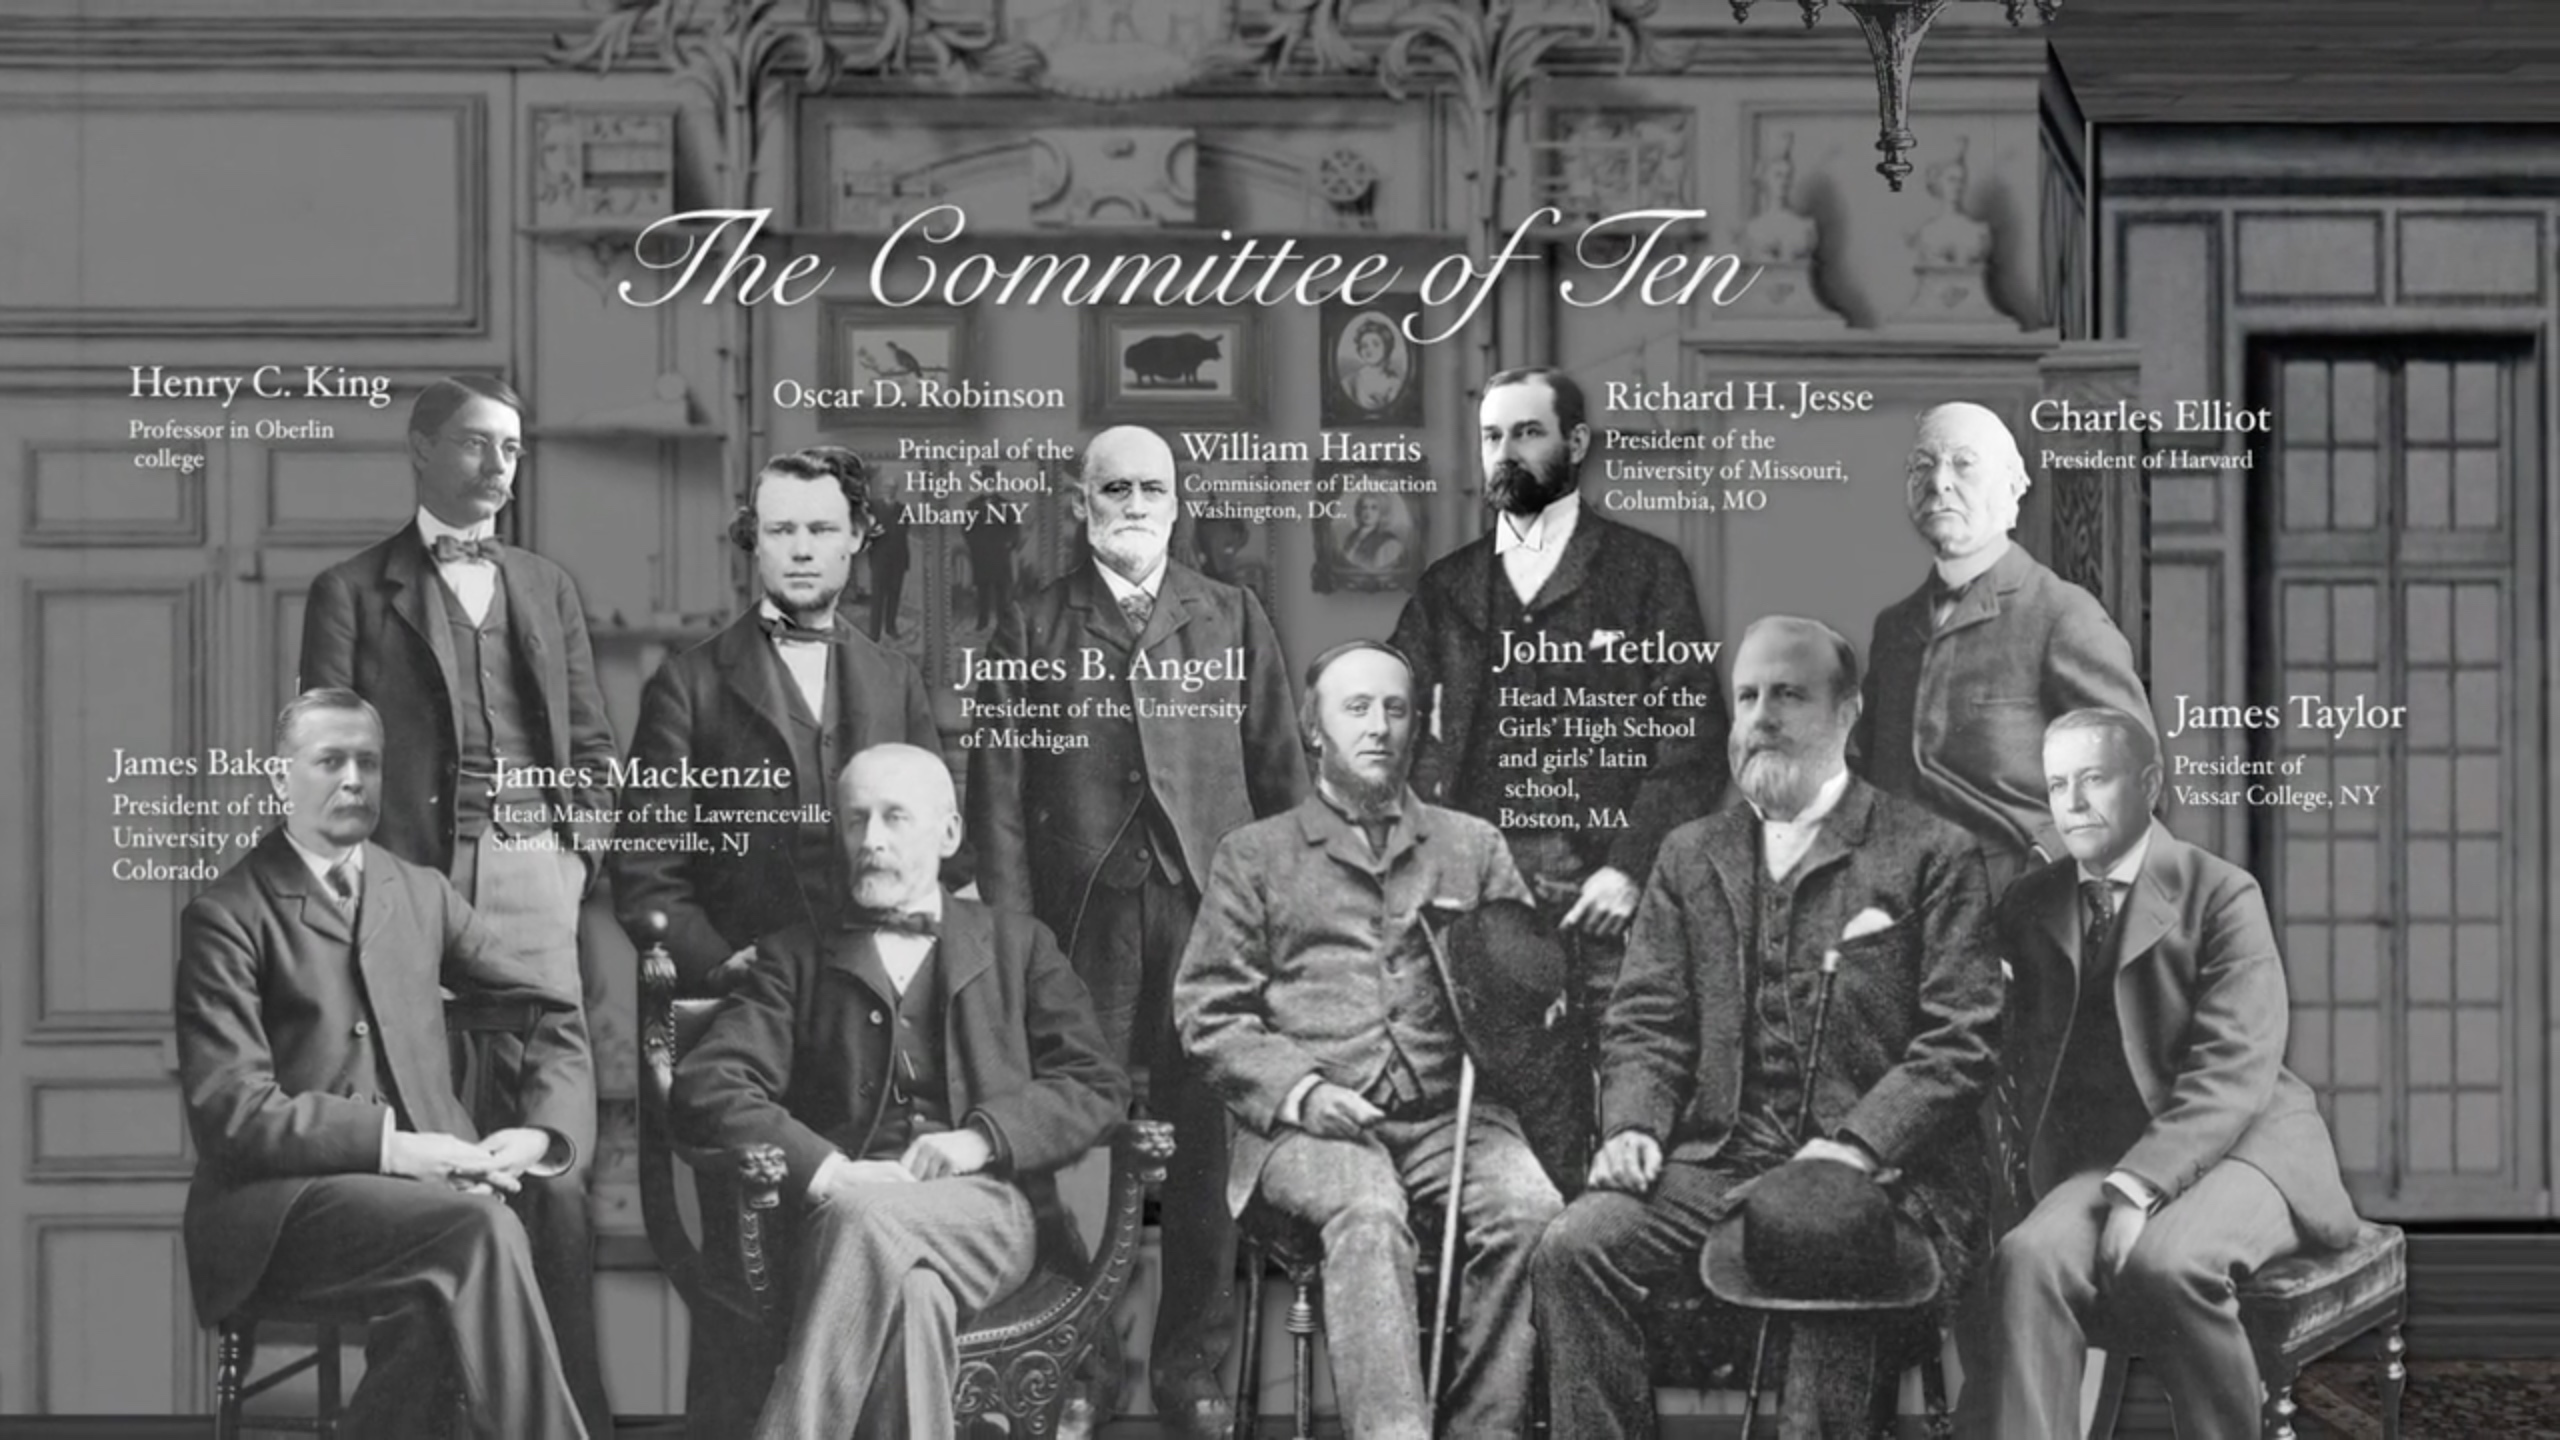 The Committee of Ten
Henry C. King
Professor in Oberlin
college
Oscar D. Robinson
Principal of the
High School,
Albany NY
William Harris
Commisioner of Education
Washington, DC.
Richard H. Jesse
President of the
University of Missouri,
Columbia, MO
Charles Elliot
President of Harvard
James Baker
President of the
University of
Colorado
James Mackenzie
Head Master of the Lawrenceville
School, Lawrenceville, NJ
James B. Angell
President of the University
of Michigan
John Tetlow
Head Master of the
Girls' High School
and girls' latin
school,
Boston, MA
James Taylor
President of
Vassar College, NY